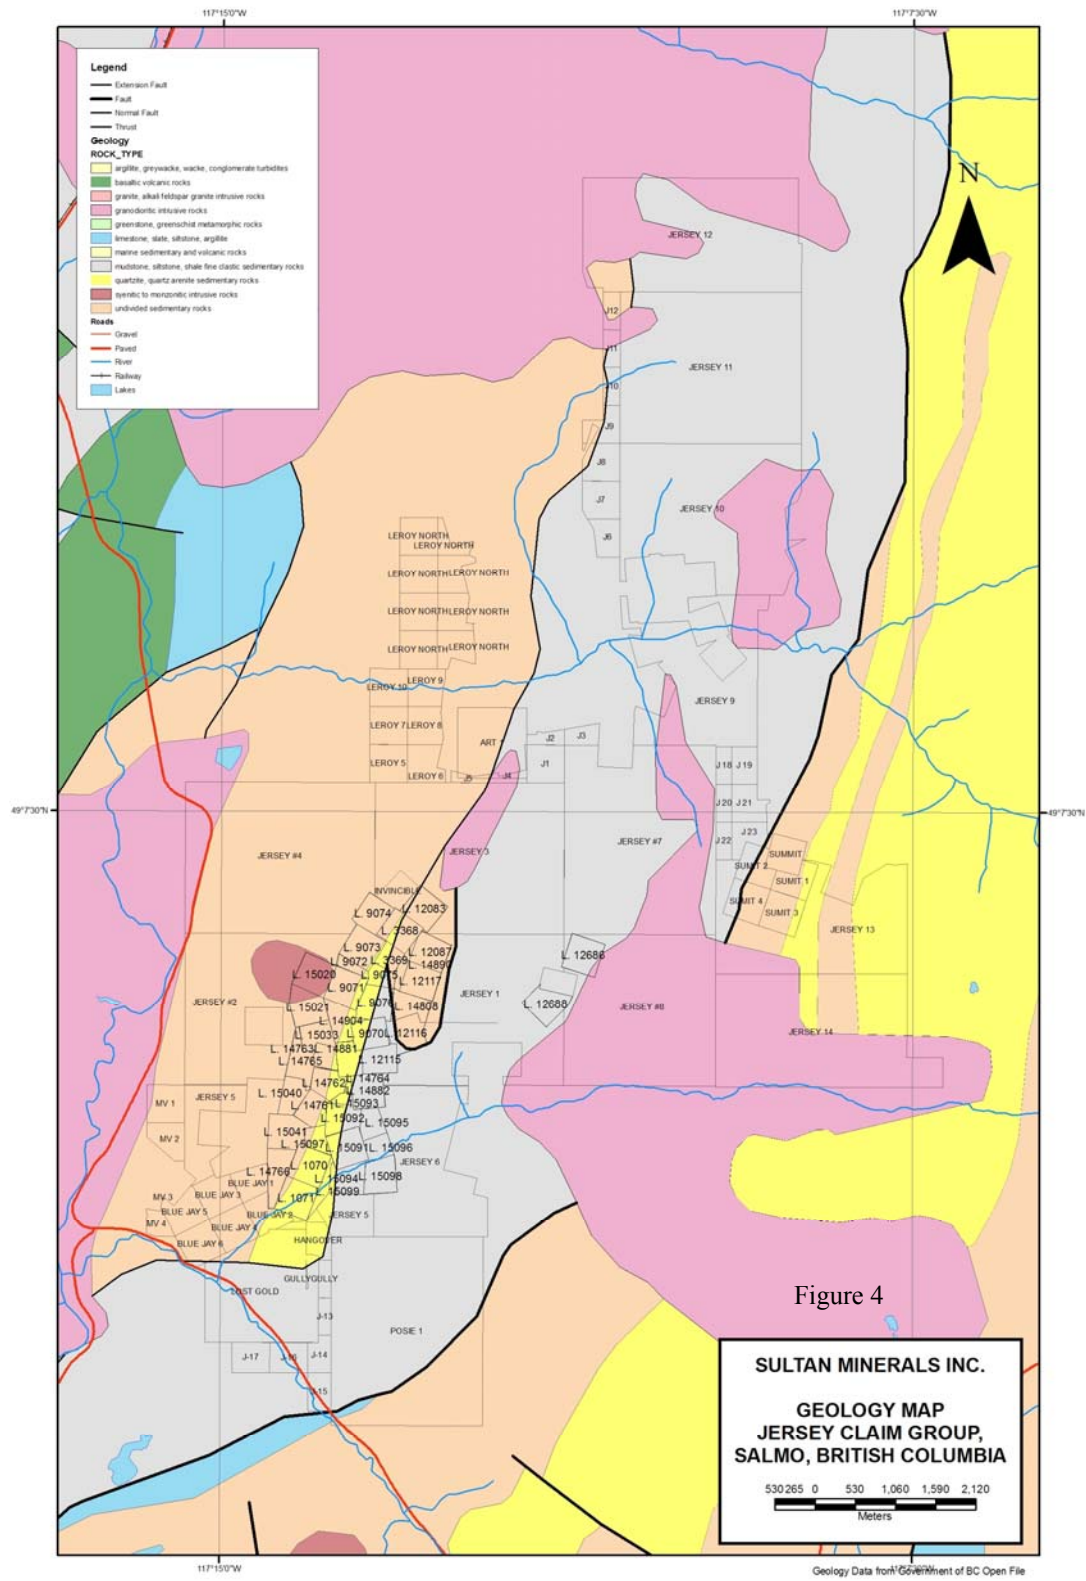 117°15'0"W
117°7'30"W
Legend
Extension Fault
Fault
Normal Fault
Thrust
Geology
ROCK_TYPE
argillite, greywacke, wacke, conglomerate turbidites
basaltic volcanic rocks
granite, alkali feldspar granite intrusive rocks
granodioritic intrusive rocks
greenstone, greenschist metamorphic rocks
limestone, slate, siltstone, argillite
marine sedimentary and volcanic rocks
mudstone, siltstone, shale fine clastic sedimentary rocks
quartzite, quartz arenite sedimentary rocks
syenitic to monzonitic intrusive rocks
undivided sedimentary rocks
Roads
Gravel
Paved
River
Railway
Lakes
N
JERSEY 12
J12
J11
JERSEY 11
J10
J9
J8
J7
JERSEY 10
J6
LEROY NORTH
LEROY NORTH
LEROY NORTH LEROY NORTH
LEROY NORTH LEROY NORTH
LEROY NORTH LEROY NORTH
LEROY 9
LEROY 10
JERSEY 9
LEROY 7 LEROY 8
ART 1
J2 J3
LEROY 5
J1
J18 J19
LEROY 6
J5 J4
J20 J21
49°7'30"N
49°7'30"N
J23
J22
JERSEY #7
JERSEY #4
JERSEY 3
SUMMIT
SUMIT 2
SUMIT 1
INVINCIBLE
SUMIT 4
SUMIT 3
L. 9074
L. 12083
L. 3368
JERSEY 13
L. 9073
L. 12087
L. 12686
L. 9072
L. 3369
L. 14890
L. 15020
L. 9075
L. 12117
L. 9071
JERSEY 1
JERSEY #2
L. 9076
L. 14808
L. 12688
JERSEY #8
L. 15021
L. 14904
L. 15033
L. 9070
L. 12116
JERSEY 14
L. 14763
L. 14881
L. 14765
L. 12115
L. 14762
L. 14764
L. 14882
L. 15040
JERSEY 5
MV 1
L. 14761
L. 15093
L. 15092
L. 15095
L. 15041
MV 2
L. 15097
L. 15091
L. 15096
JERSEY 6
L. 1070
L. 14766
L. 15094
L. 15098
BLUE JAY 1
L. 15099
BLUE JAY 3
MV 3
L. 1071
BLUE JAY 5
BLUE JAY 2
JERSEY 5
MV 4
BLUE JAY 4
BLUE JAY 6
HANGOVER
GULLYGULLY
LOST GOLD
J-13
POSIE 1
J-14
J-17
J-16
J-15
Figure 4
SULTAN MINERALS INC.
GEOLOGY MAP
JERSEY CLAIM GROUP,
SALMO, BRITISH COLUMBIA
530 265 0 530 1,060 1,590 2,120
Meters
117°15'0"W
117°7'30"W
Geology Data from Government of BC Open File